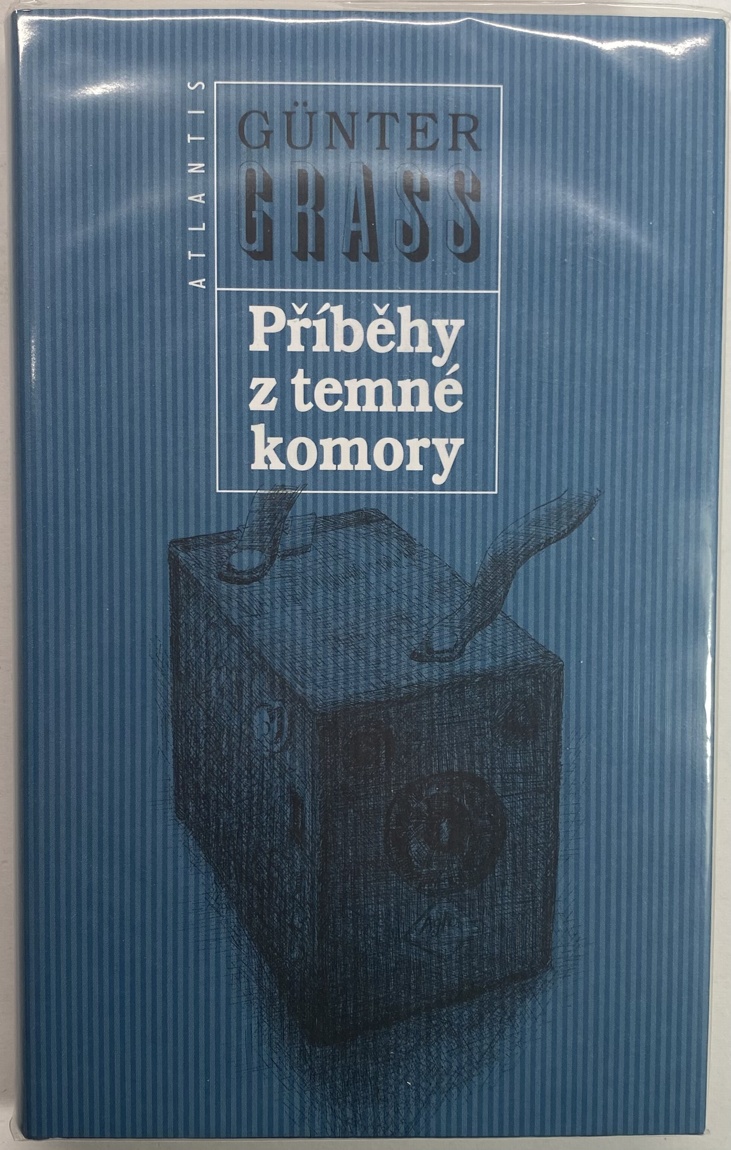 ATLANTIS
GÜNTER
GRASS
Příběhy
z temné
komory